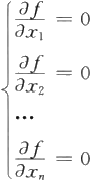 ∂f/∂x₁ = 0
∂f/∂x₂ = 0
...
∂f/∂xₙ = 0